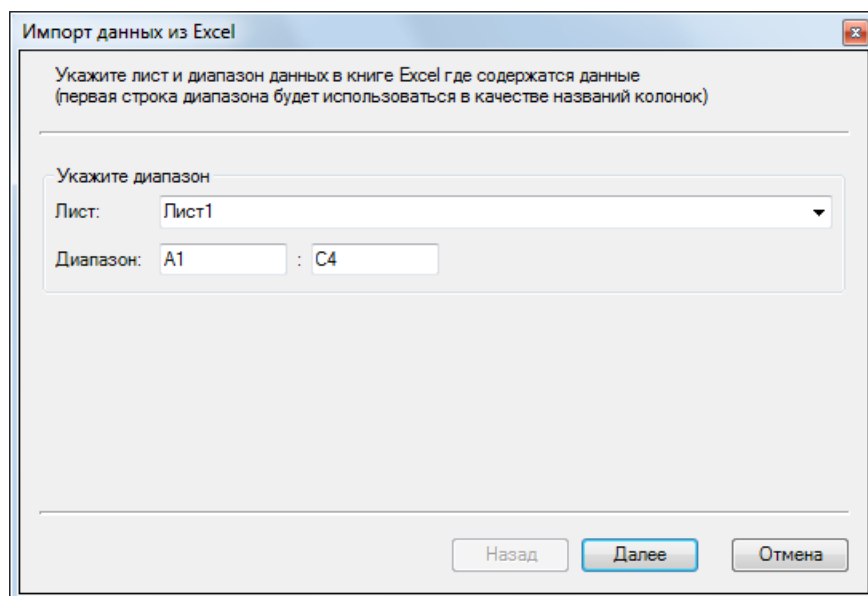 Импорт данных из Excel
Укажите лист и диапазон данных в книге Excel где содержатся данные
(первая строка диапазона будет использоваться в качестве названий колонок)
Укажите диапазон
Лист: Лист1
Диапазон: A1 : C4
Назад Далее Отмена